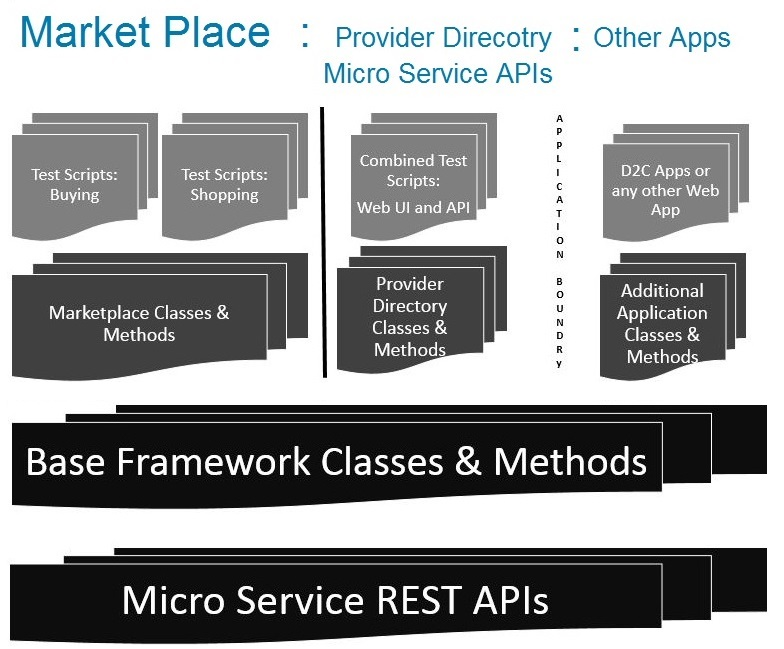 Market Place : Provider Direcotry : Other Apps
Micro Service APIs
Test Scripts:
Buying
Test Scripts:
Shopping
Combined Test
Scripts:
Web UI and API
APPLICATION BOUNDRy
D2C Apps or
any other Web
App
Marketplace Classes &
Methods
Provider
Directory
Classes &
Methods
Additional
Application
Classes &
Methods
Base Framework Classes & Methods
Micro Service REST APIs